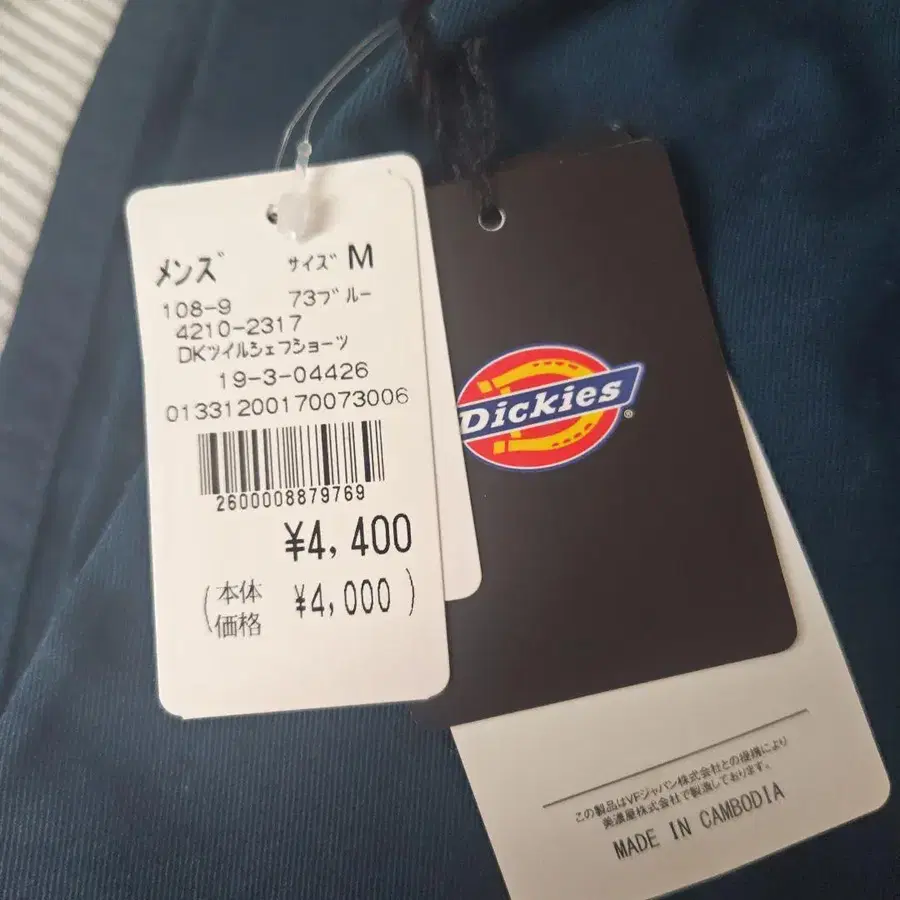 メンズ サイズ M
108-9 73ブルー
4210-2317
DKツイルシェフショーツ
19-3-04426
01331200170073006
2600008879769
¥4,400
(本体価格 ¥4,000)
Dickies®
この製品はVFジャパン株式会社との提携により
美濃屋株式会社で製造しております。
MADE IN CAMBODIA